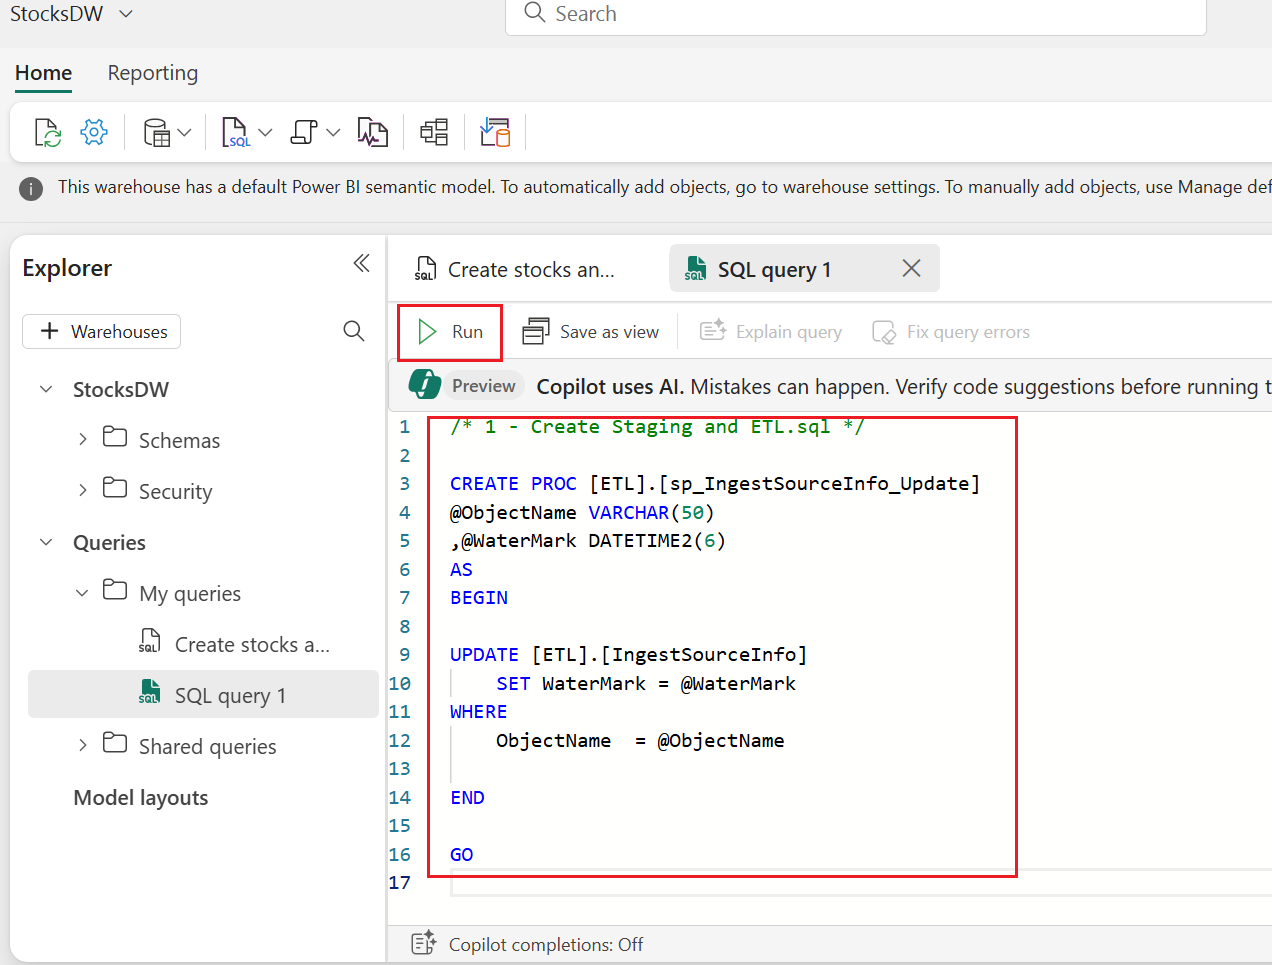 StocksDW
Search
Home
Reporting
SQL
This warehouse has a default Power BI semantic model. To automatically add objects, go to warehouse settings. To manually add objects, use Manage def
Explorer
Warehouses
StocksDW
Schemas
Security
Queries
My queries
SQL
Create stocks a...
SQL
SQL query 1
Shared queries
Model layouts
SQL
Create stocks an...
SQL
SQL query 1
Run
Save as view
Explain query
Fix query errors
Preview
Copilot uses AI. Mistakes can happen. Verify code suggestions before running t
1 /* 1 - Create Staging and ETL.sql */
2
3 CREATE PROC [ETL].[sp_IngestSourceInfo_Update]
4 @ObjectName VARCHAR(50)
5 ,@WaterMark DATETIME2(6)
6 AS
7 BEGIN
8
9 UPDATE [ETL].[IngestSourceInfo]
10     SET WaterMark = @WaterMark
11 WHERE
12     ObjectName  = @ObjectName
13
14 END
15
16 GO
17
Copilot completions: Off